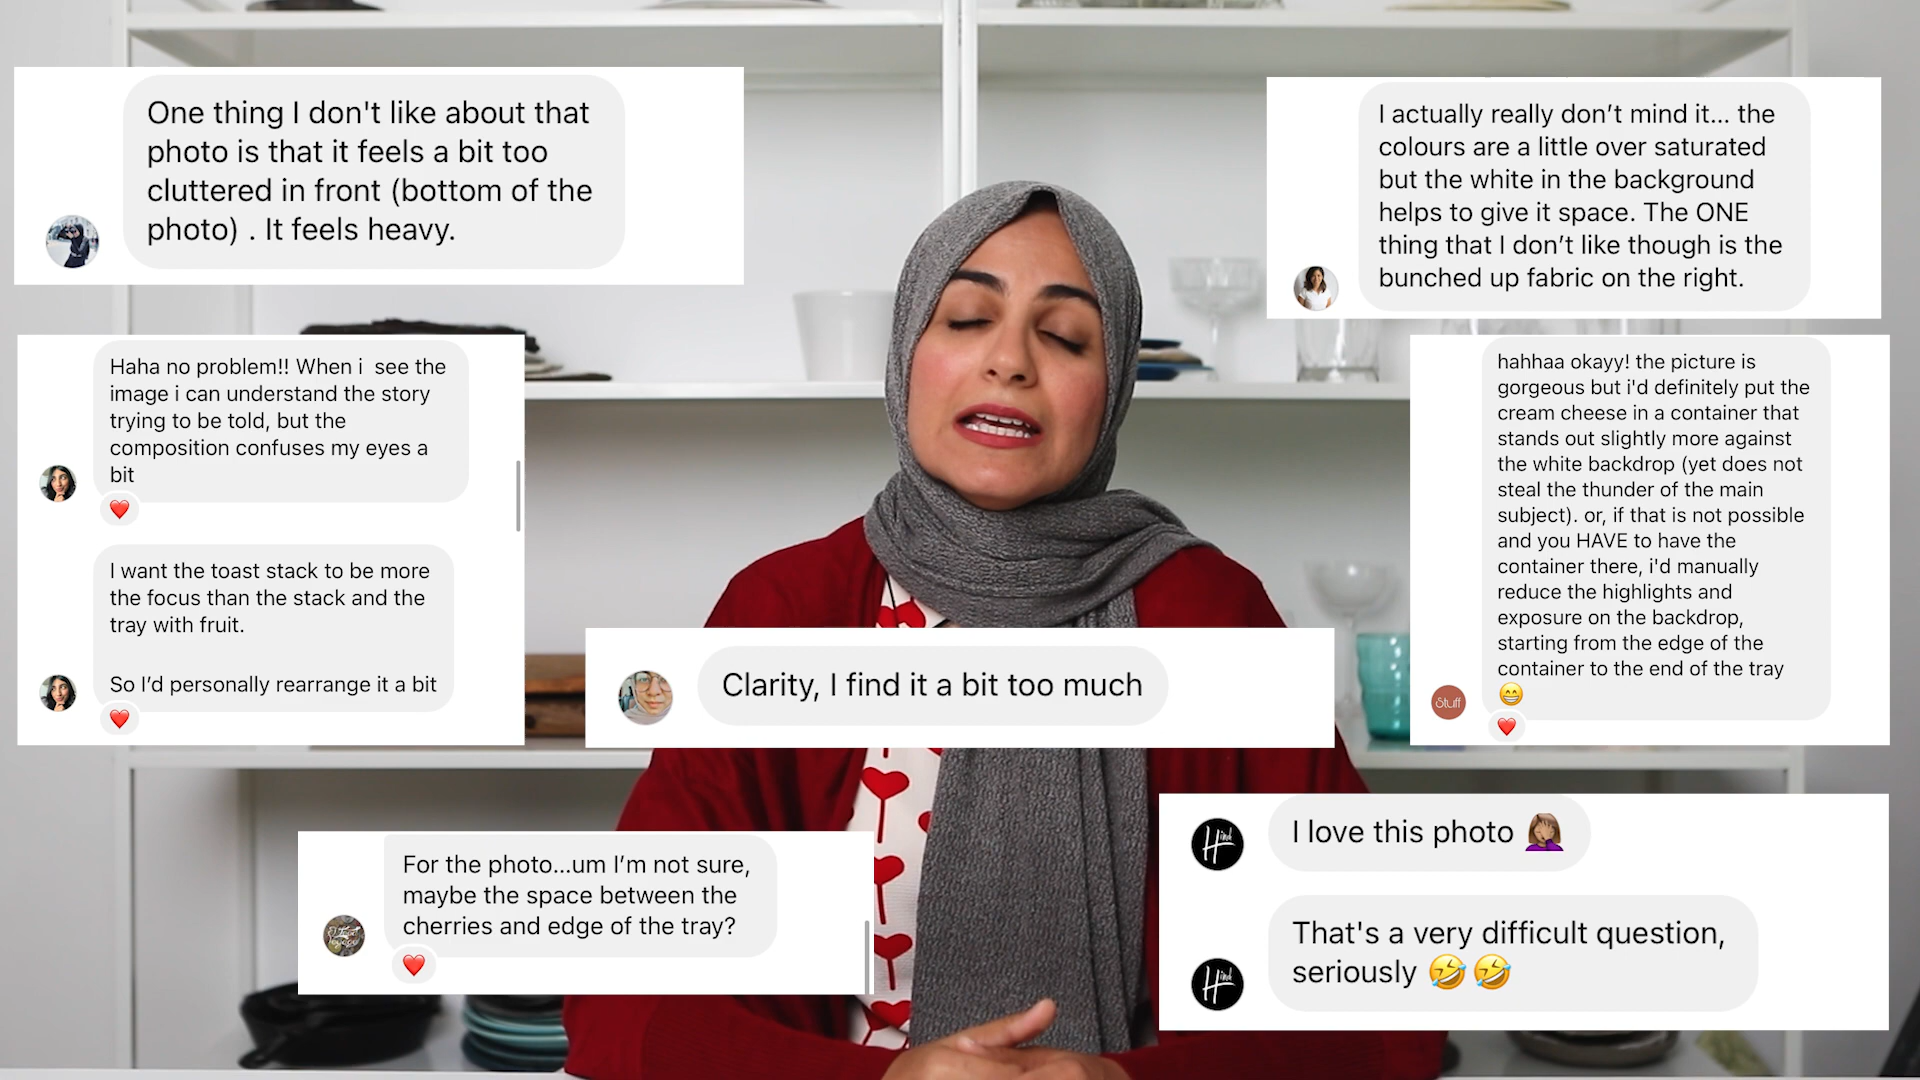 One thing I don't like about that
photo is that it feels a bit too
cluttered in front (bottom of the
photo) . It feels heavy.
I actually really don’t mind it... the
colours are a little over saturated
but the white in the background
helps to give it space. The ONE
thing that I don’t like though is the
bunched up fabric on the right.
Haha no problem!! When i  see the
image i can understand the story
trying to be told, but the
composition confuses my eyes a
bit
❤️
I want the toast stack to be more
the focus than the stack and the
tray with fruit.
So I’d personally rearrange it a bit
❤️
hahhaa okayy! the picture is
gorgeous but i'd definitely put the
cream cheese in a container that
stands out slightly more against
the white backdrop (yet does not
steal the thunder of the main
subject). or, if that is not possible
and you HAVE to have the
container there, i'd manually
reduce the highlights and
exposure on the backdrop,
starting from the edge of the
container to the end of the tray
😁
Stuff
❤️
Clarity, I find it a bit too much
For the photo...um I’m not sure,
maybe the space between the
cherries and edge of the tray?
❤️
I love this photo 🤦🏽‍♀️
Hind
That's a very difficult question,
seriously 🤣🤣
Hind